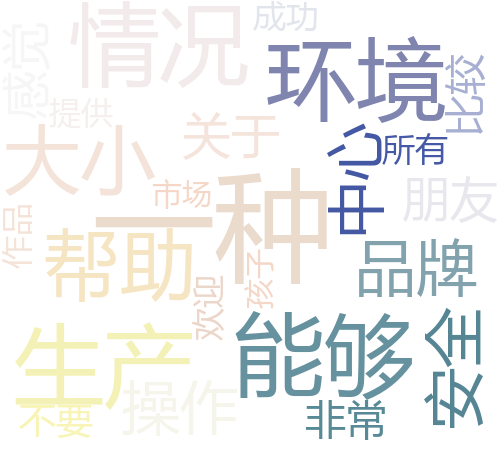 成功
情况
感觉
环境
比较
提供
关于
所有
大小
中心
市场
一种
朋友
作品
帮助
孩子
品牌
欢迎
生产
能够
安全
操作
不要
非常